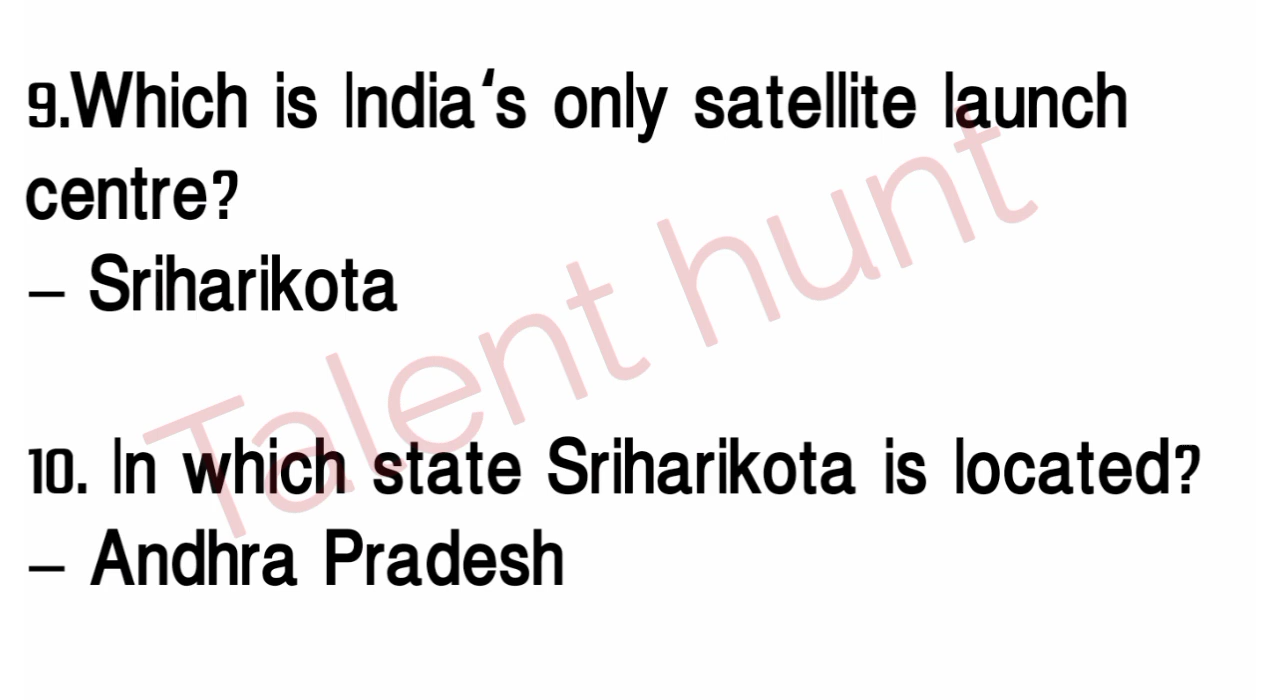 9.Which is India‘s only satellite launch
centre?
– Sriharikota
10. In which state Sriharikota is located?
– Andhra Pradesh
Talent hunt